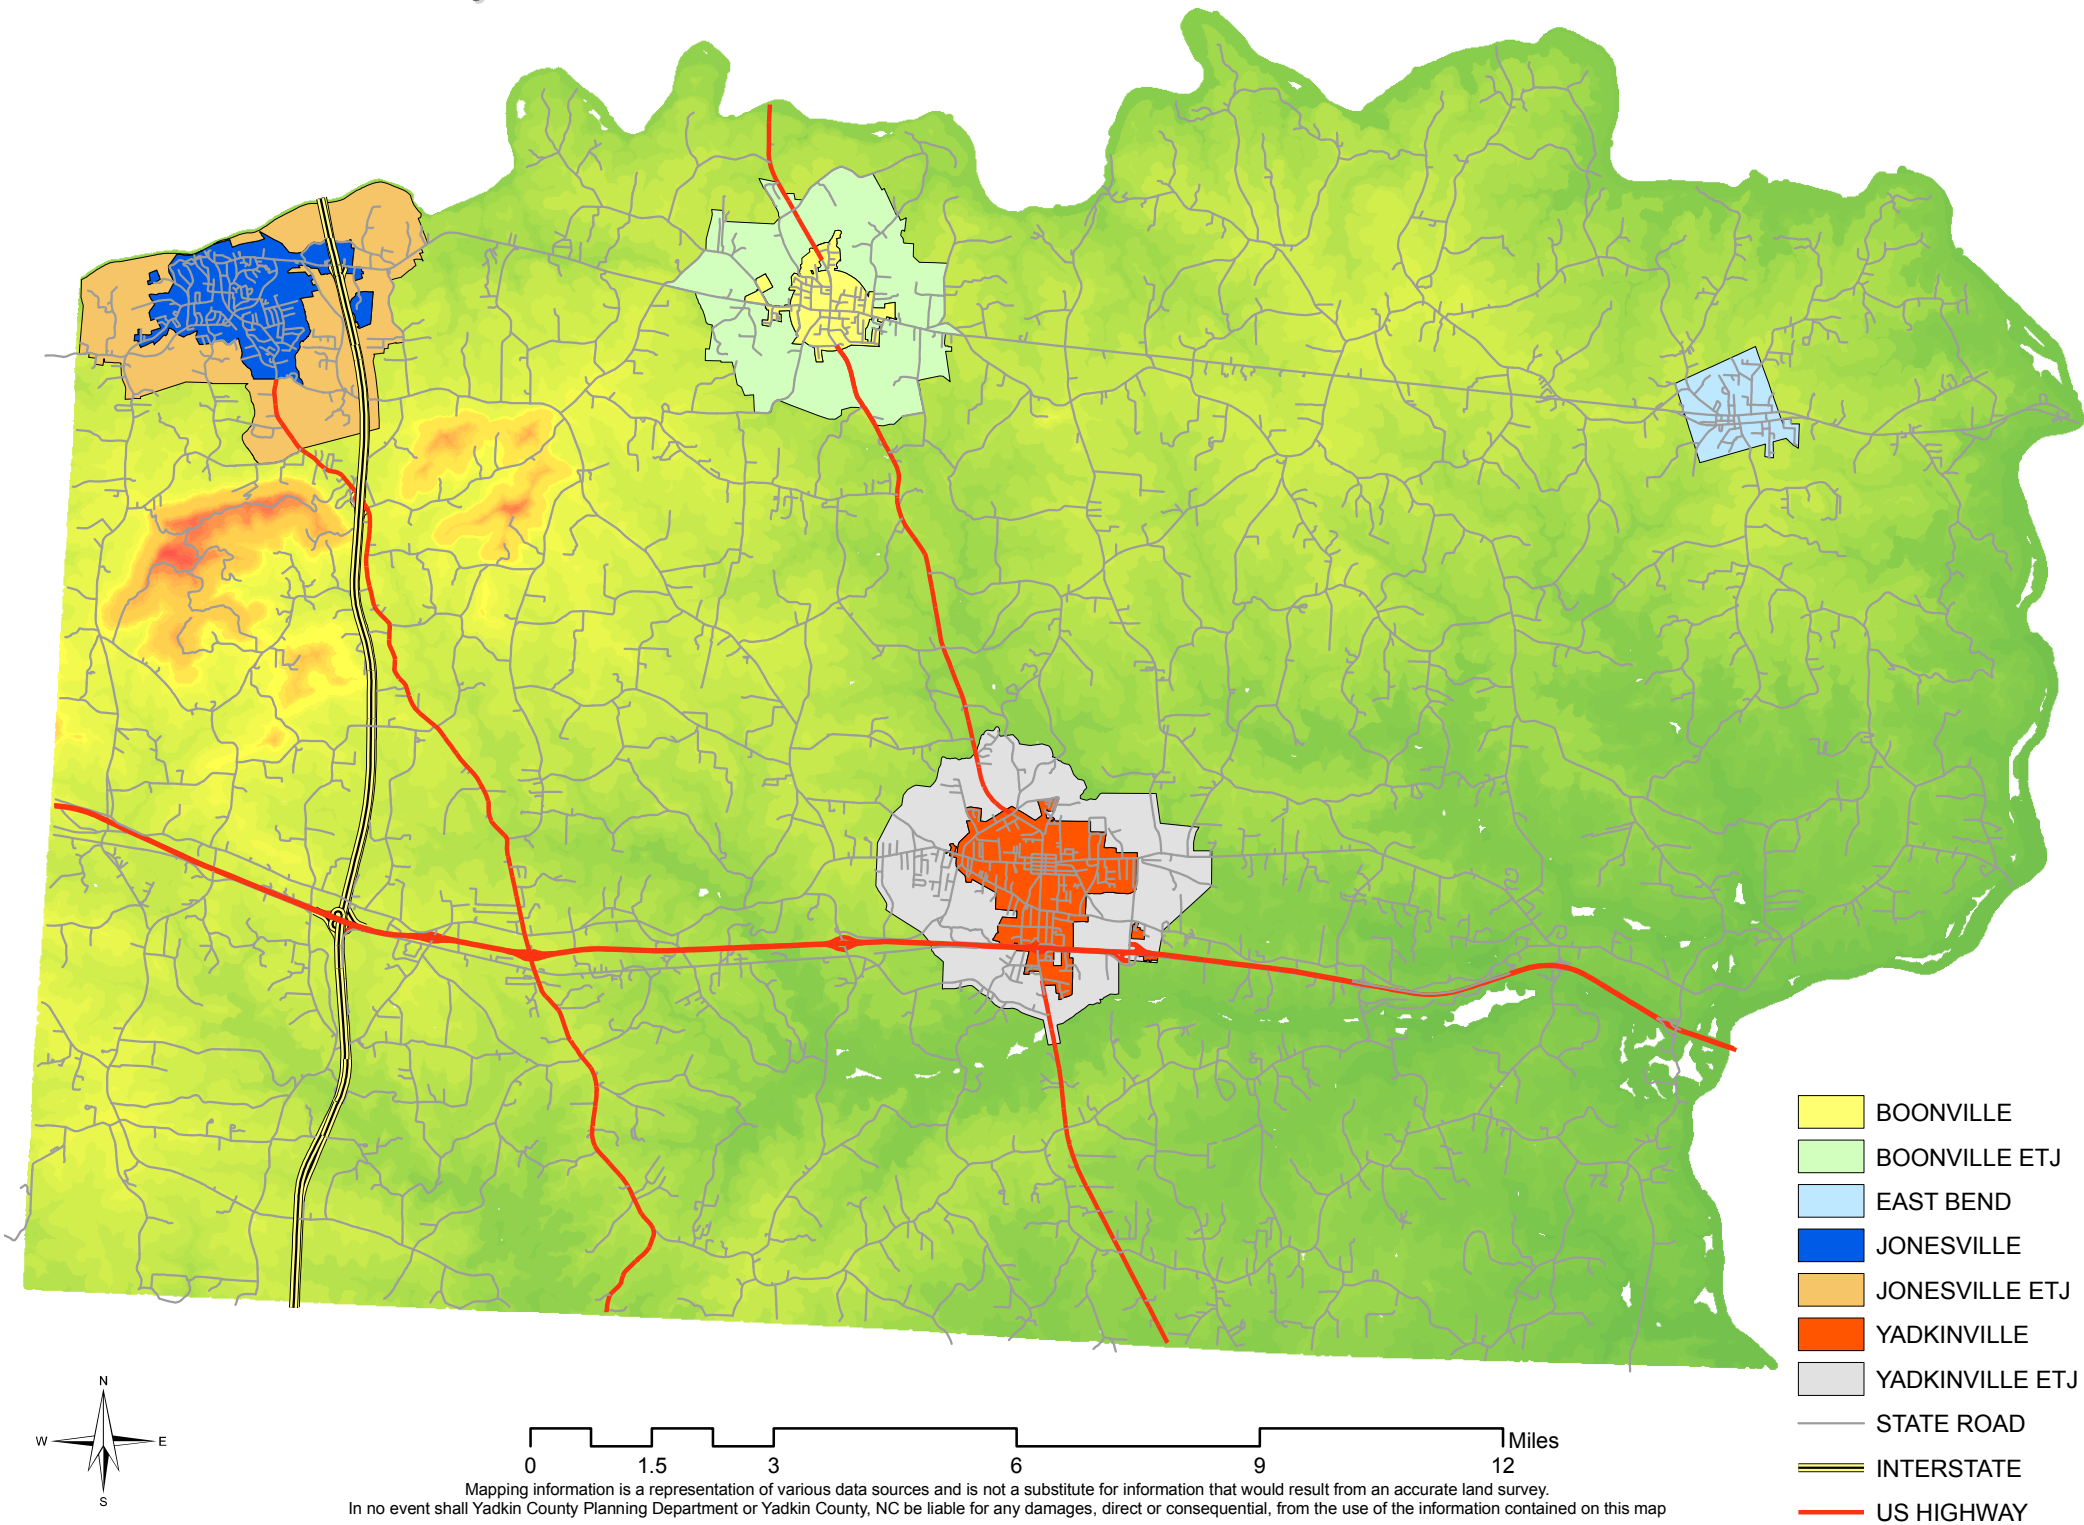 BOONVILLE
BOONVILLE ETJ
EAST BEND
JONESVILLE
JONESVILLE ETJ
YADKINVILLE
YADKINVILLE ETJ
STATE ROAD
INTERSTATE
US HIGHWAY
N
W E
S
Miles
0 1.5 3 6 9 12
Mapping information is a representation of various data sources and is not a substitute for information that would result from an accurate land survey.
In no event shall Yadkin County Planning Department or Yadkin County, NC be liable for any damages, direct or consequential, from the use of the information contained on this map